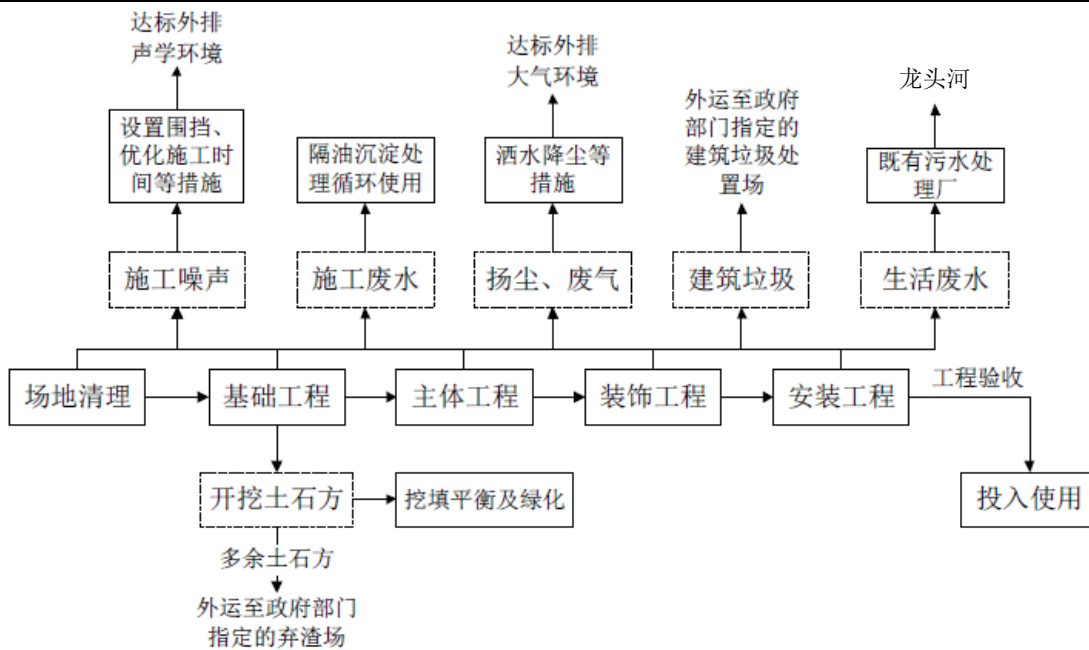 达标外排
声学环境
达标外排
大气环境
外运至政府
部门指定的
建筑垃圾处
置场
龙头河
设置围挡、
优化施工时
间等措施
隔油沉淀处
理循环使用
洒水降尘等
措施
既有污水处
理厂
施工噪声
施工废水
扬尘、废气
建筑垃圾
生活废水
场地清理
基础工程
主体工程
装饰工程
安装工程
工程验收
开挖土石方
挖填平衡及绿化
投入使用
多余土石方
外运至政府部门
指定的弃渣场